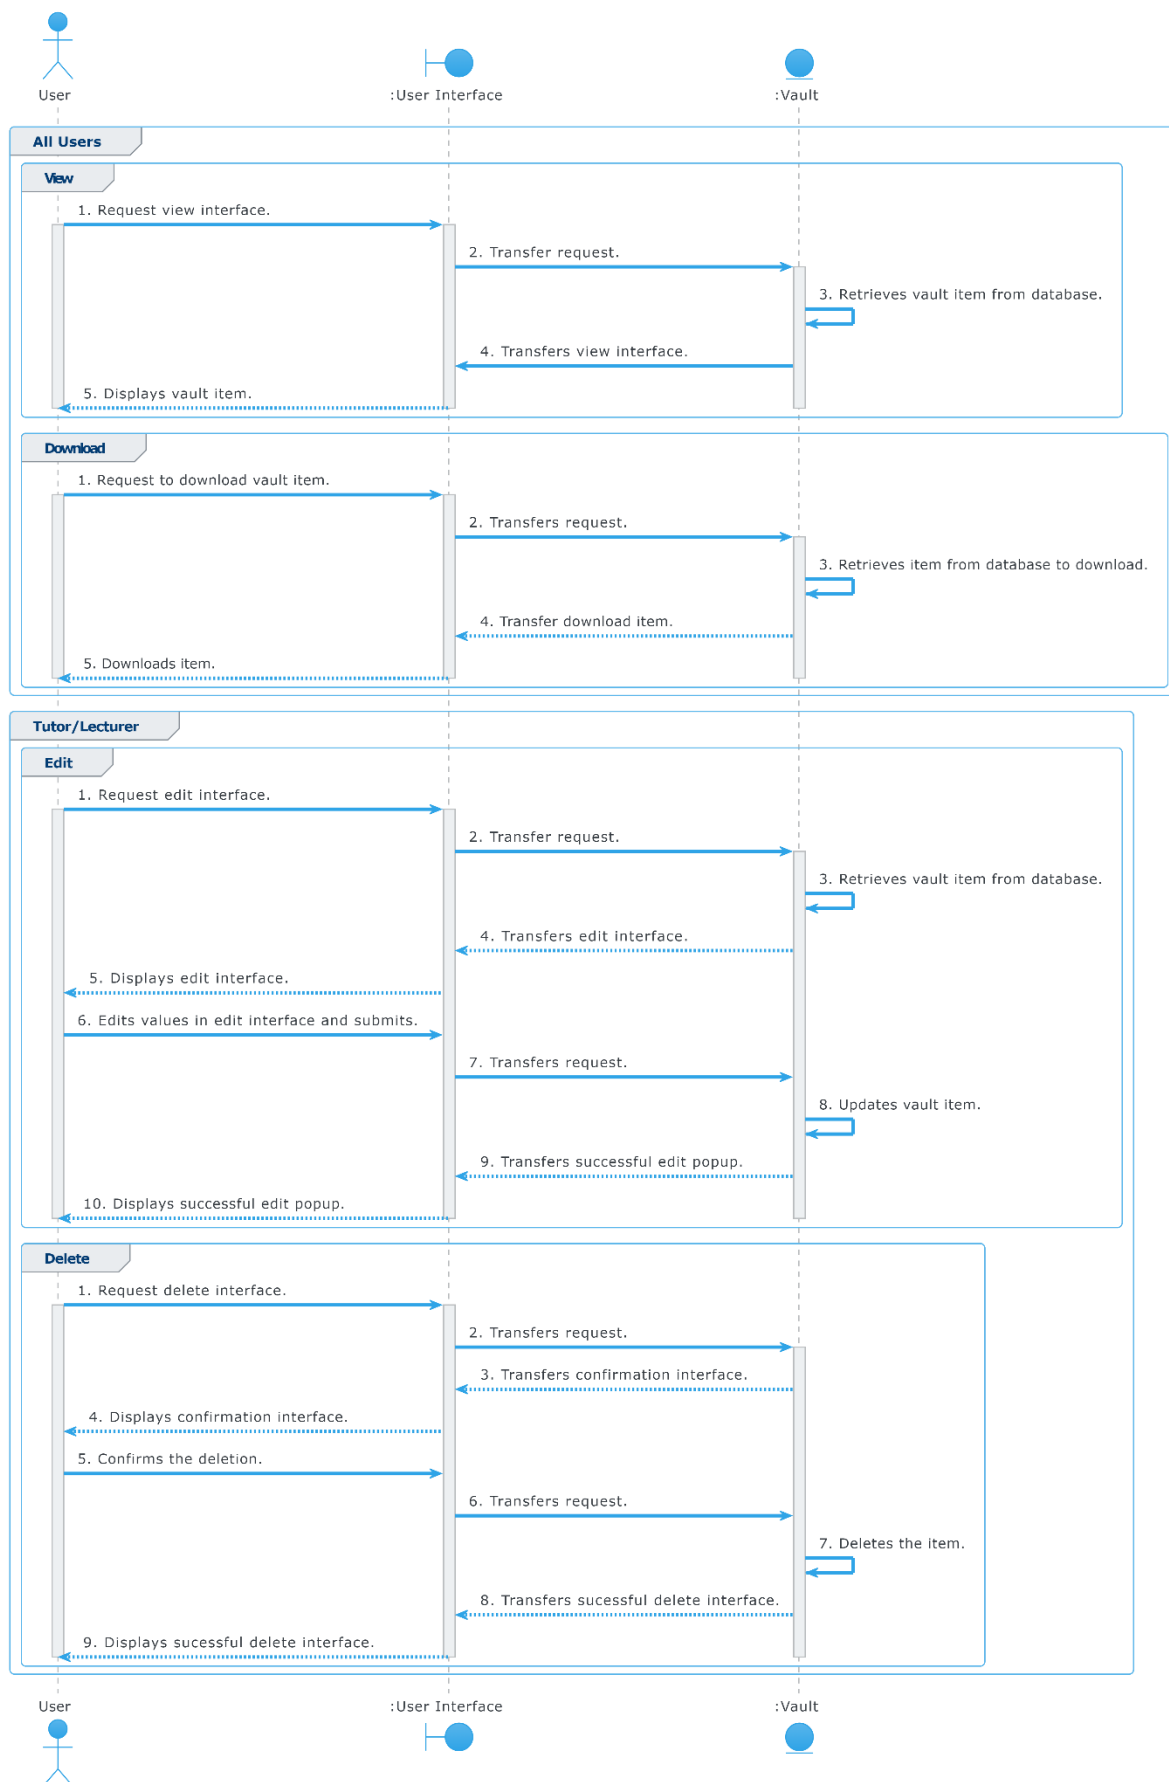 User
:User Interface
:Vault
All Users
View
1. Request view interface.
2. Transfer request.
3. Retrieves vault item from database.
4. Transfers view interface.
5. Displays vault item.
Download
1. Request to download vault item.
2. Transfers request.
3. Retrieves item from database to download.
4. Transfer download item.
5. Downloads item.
Tutor/Lecturer
Edit
1. Request edit interface.
2. Transfer request.
3. Retrieves vault item from database.
4. Transfers edit interface.
5. Displays edit interface.
6. Edits values in edit interface and submits.
7. Transfers request.
8. Updates vault item.
9. Transfers successful edit popup.
10. Displays successful edit popup.
Delete
1. Request delete interface.
2. Transfers request.
3. Transfers confirmation interface.
4. Displays confirmation interface.
5. Confirms the deletion.
6. Transfers request.
7. Deletes the item.
8. Transfers sucessful delete interface.
9. Displays sucessful delete interface.
User
:User Interface
:Vault